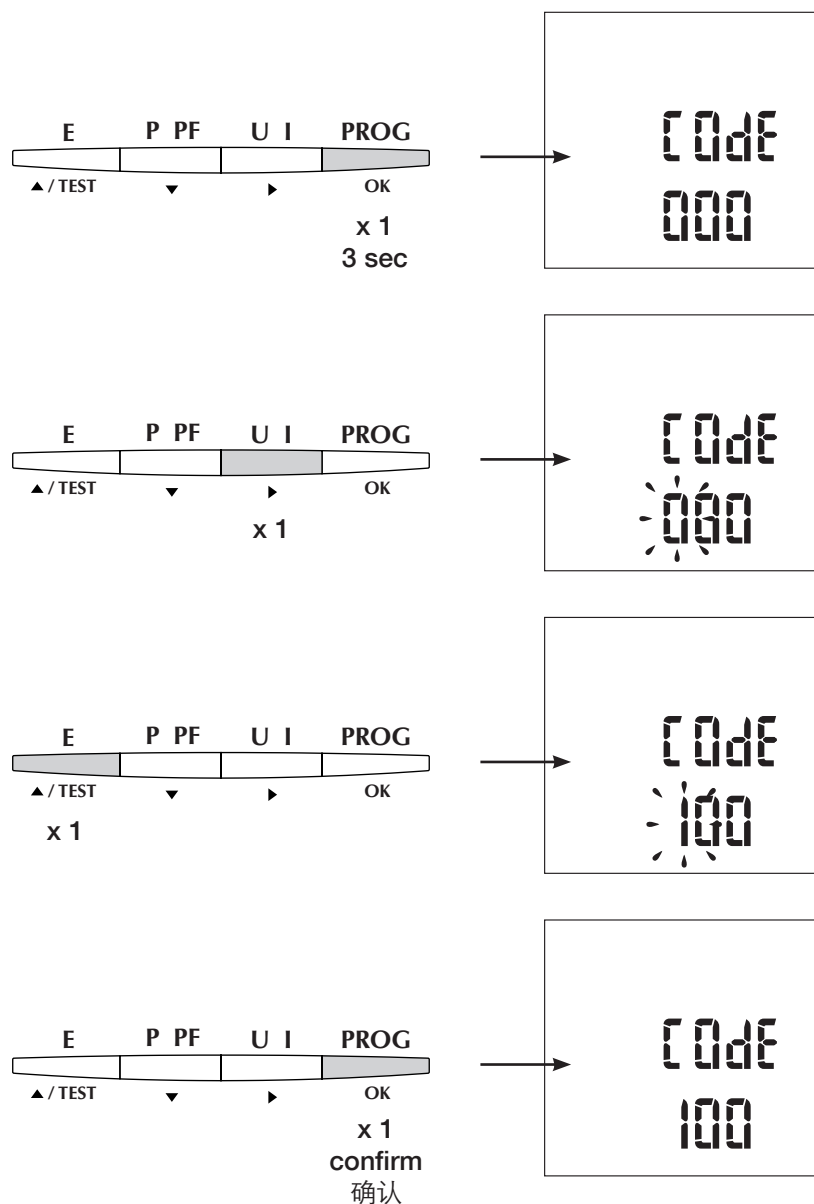 E P PF U I PROG
▲ / TEST ▼ ▶ OK
x 1
3 sec
CODE
000
E P PF U I PROG
▲ / TEST ▼ ▶ OK
x 1
CODE
000
E P PF U I PROG
▲ / TEST ▼ ▶ OK
x 1
CODE
100
E P PF U I PROG
▲ / TEST ▼ ▶ OK
x 1
confirm
确认
CODE
100